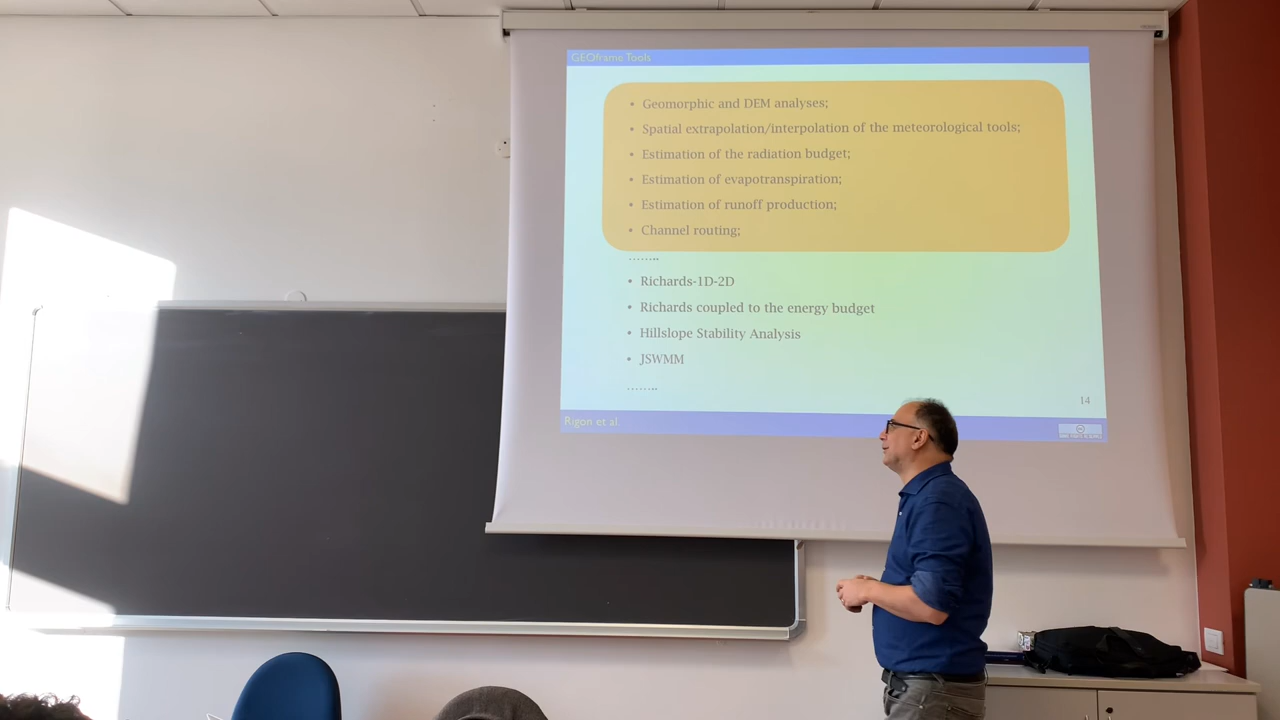 GEOframe Tools
• Geomorphic and DEM analyses;
• Spatial extrapolation/interpolation of the meteorological tools;
• Estimation of the radiation budget;
• Estimation of evapotranspiration;
• Estimation of runoff production;
• Channel routing;
........
• Richards-1D-2D
• Richards coupled to the energy budget
• Hillslope Stability Analysis
• JSWMM
........
14
Rigon et al.